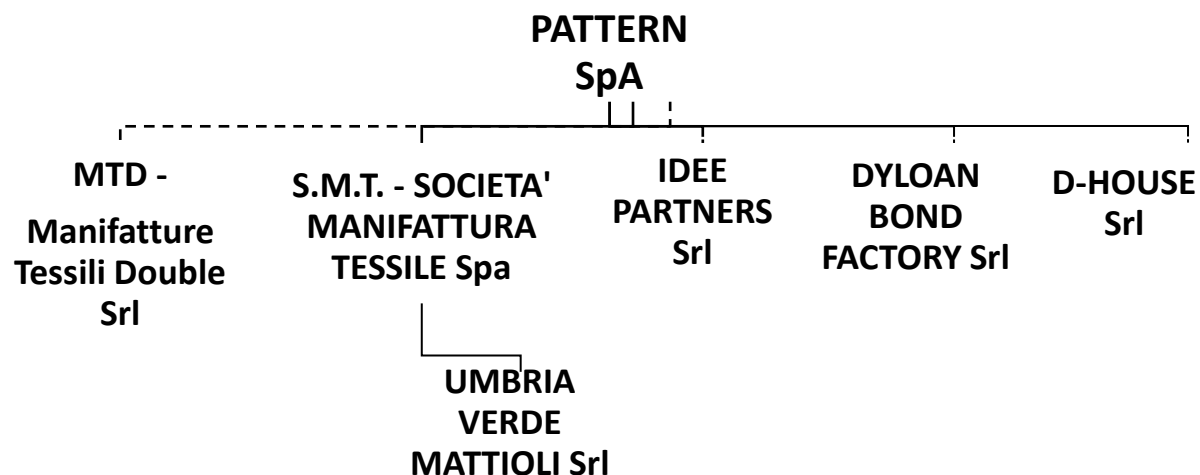 PATTERN
SpA
MTD -
Manifatture
Tessili Double
Srl
S.M.T. - SOCIETA'
MANIFATTURA
TESSILE Spa
IDEE
PARTNERS
Srl
DYLOAN
BOND
FACTORY Srl
D-HOUSE
Srl
UMBRIA
VERDE
MATTIOLI Srl